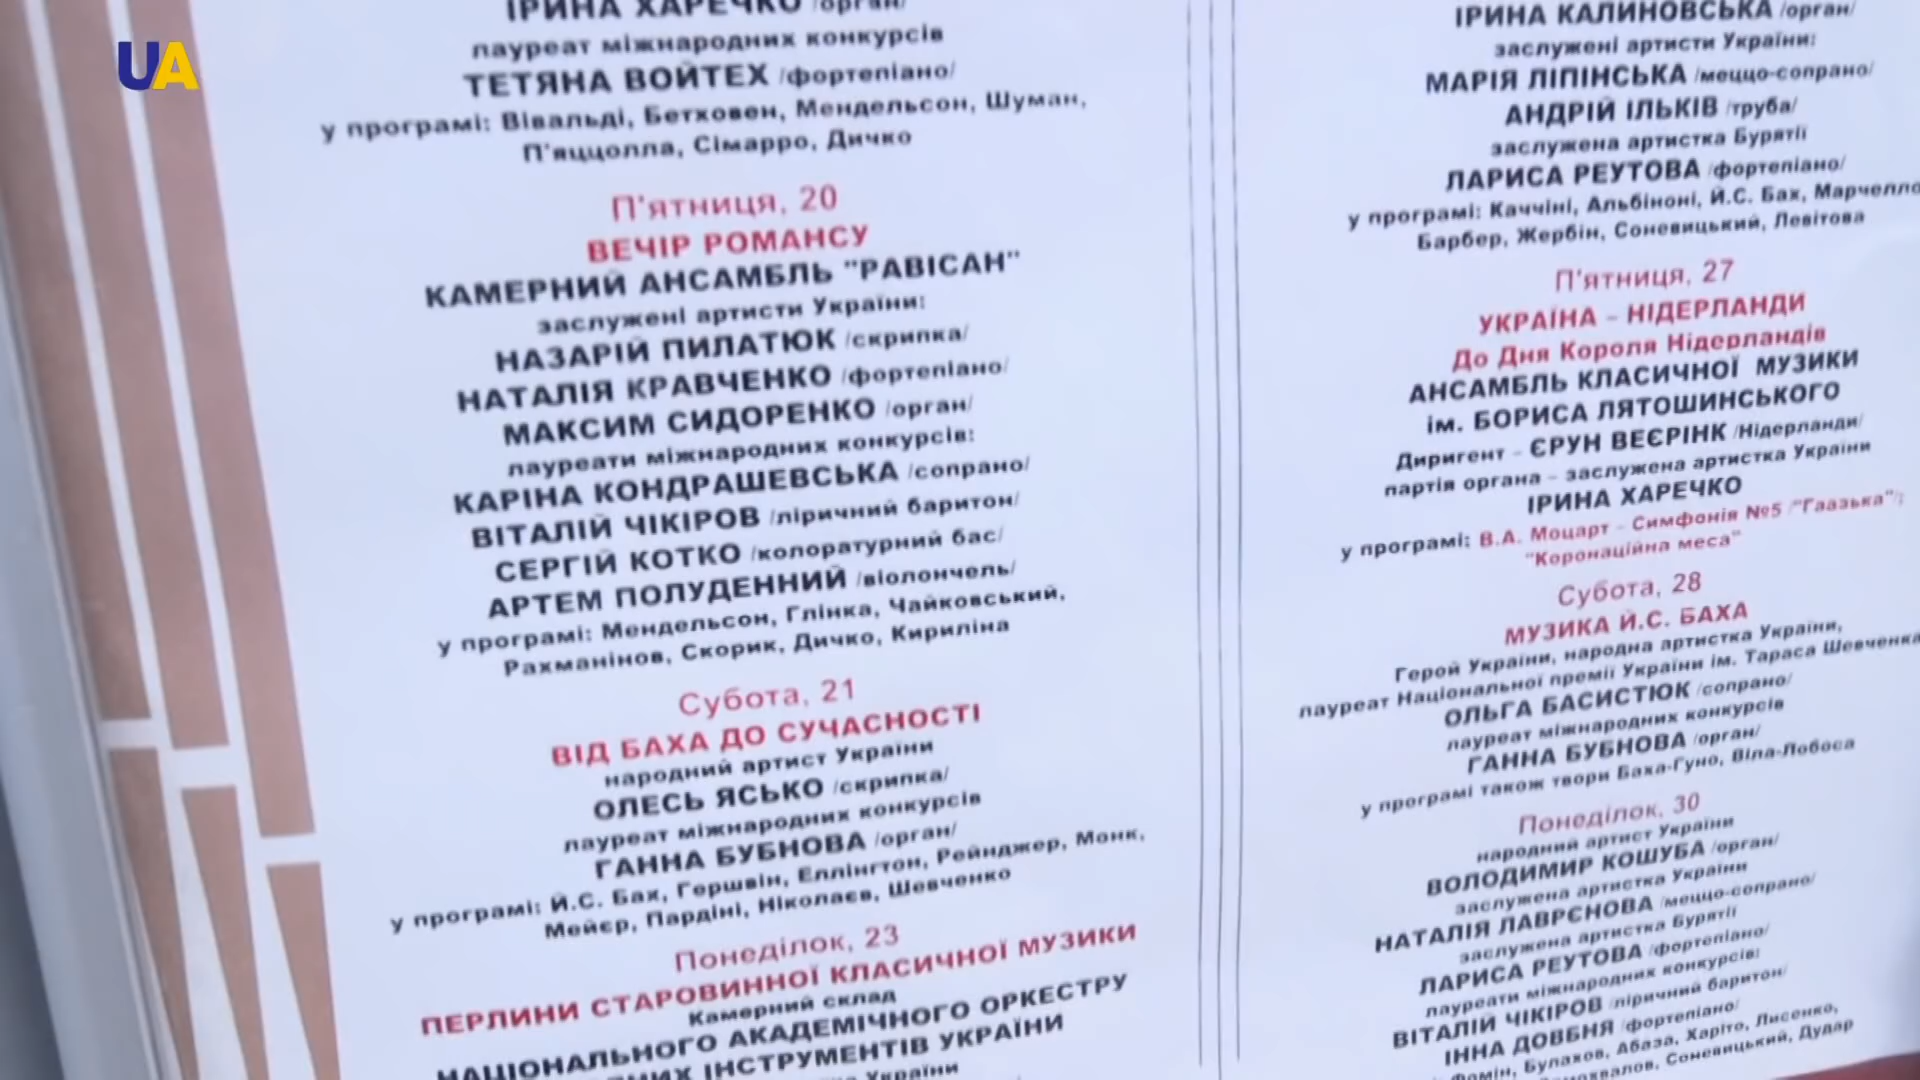 UA
ІРИНА ХАРЕЧКО /орган/
лауреат міжнародних конкурсів
ТЕТЯНА ВОЙТЕХ /фортепіано/
у програмі: Вівальді, Бетховен, Мендельсон, Шуман,
П'яццолла, Сімарро, Дичко
П'ятниця, 20
ВЕЧІР РОМАНСУ
КАМЕРНИЙ АНСАМБЛЬ "РАВІСАН"
заслужені артисти України:
НАЗАРІЙ ПИЛАТЮК /скрипка/
НАТАЛІЯ КРАВЧЕНКО /фортепіано/
МАКСИМ СИДОРЕНКО /орган/
лауреати міжнародних конкурсів:
КАРІНА КОНДРАШЕВСЬКА /сопрано/
ВІТАЛІЙ ЧІКІРОВ /ліричний баритон/
СЕРГІЙ КОТКО /колоратурний бас/
АРТЕМ ПОЛУДЕННИЙ /віолончель/
у програмі: Мендельсон, Глінка, Чайковський,
Рахманінов, Скорик, Дичко, Кириліна
Субота, 21
ВІД БАХА ДО СУЧАСНОСТІ
народний артист України
ОЛЕСЬ ЯСЬКО /скрипка/
лауреат міжнародних конкурсів
ГАННА БУБНОВА /орган/
у програмі: Й.С. Бах, Гершвін, Еллінгтон, Рейнджер, Монк,
Мейєр, Пардіні, Ніколаєв, Шевченко
Понеділок, 23
ПЕРЛИНИ СТАРОВИННОЇ КЛАСИЧНОЇ МУЗИКИ
Камерний склад
НАЦІОНАЛЬНОГО АКАДЕМІЧНОГО ОРКЕСТРУ
ІНСТРУМЕНТІВ УКРАЇНИ
України
ІРИНА КАЛИНОВСЬКА /орган/
заслужені артисти України:
МАРІЯ ЛІПІНСЬКА /меццо-сопрано/
АНДРІЙ ІЛЬКІВ /труба/
заслужена артистка Бурятії
ЛАРИСА РЕУТОВА /фортепіано/
у програмі: Каччіні, Альбіноні, Й.С. Бах, Марчелло
Барбер, Жербін, Соневицький, Левітова
П'ятниця, 27
УКРАЇНА – НІДЕРЛАНДИ
До Дня Короля Нідерландів
АНСАМБЛЬ КЛАСИЧНОЇ МУЗИКИ
ім. БОРИСА ЛЯТОШИНСЬКОГО
Диригент – ЄРУН ВЕЄРІНК /Нідерланди/
партія органа – заслужена артистка України
ІРИНА ХАРЕЧКО
у програмі: В.А. Моцарт – Симфонія №5 /"Гаазька"/;
"Коронаційна меса"
Субота, 28
МУЗИКА Й.С. БАХА
Герой України, народна артистка України,
лауреат Національної премії України ім. Тараса Шевченка
ОЛЬГА БАСИСТЮК /сопрано/
лауреат міжнародних конкурсів
ГАННА БУБНОВА /орган/
у програмі також твори Баха-Гуно, Віла-Лобоса
Понеділок, 30
народний артист України
ВОЛОДИМИР КОШУБА /орган/
заслужена артистка України
НАТАЛІЯ ЛАВРЄНОВА /меццо-сопрано/
заслужена артистка Бурятії
ЛАРИСА РЕУТОВА /фортепіано/
лауреати міжнародних конкурсів:
ВІТАЛІЙ ЧІКІРОВ /ліричний баритон/
ІННА ДОВБНЯ /фортепіано/
Фомін, Булахов, Абаза, Харіто, Лисенко,
Соневицький, Дудар